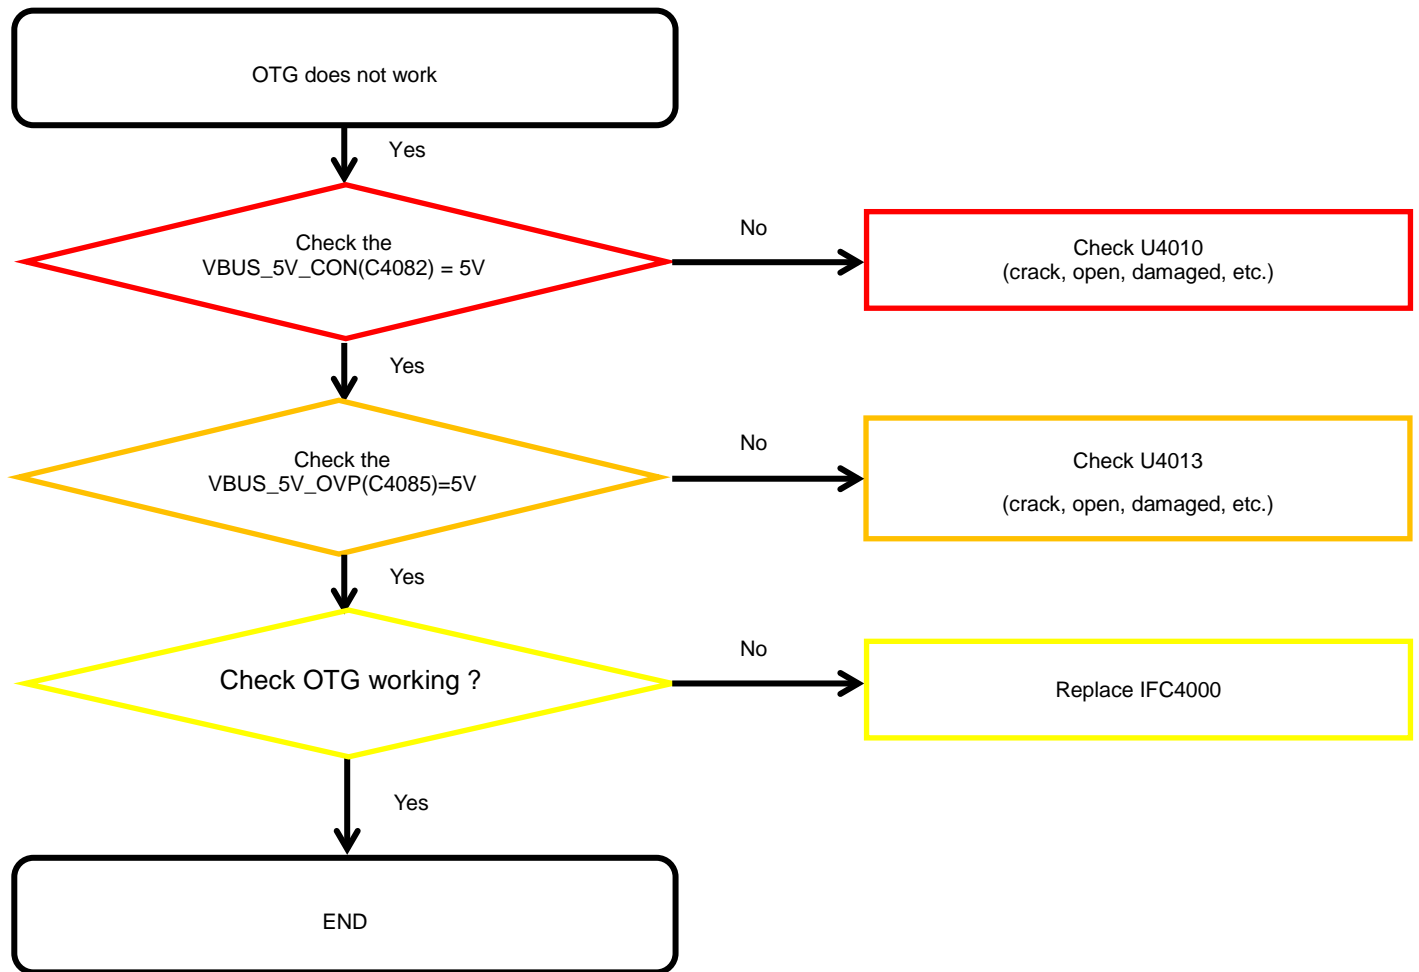 OTG does not work
Yes
Check the
VBUS_5V_CON(C4082) = 5V
No
Check U4010
(crack, open, damaged, etc.)
Yes
Check the
VBUS_5V_OVP(C4085)=5V
No
Check U4013
(crack, open, damaged, etc.)
Yes
Check OTG working ?
No
Replace IFC4000
Yes
END